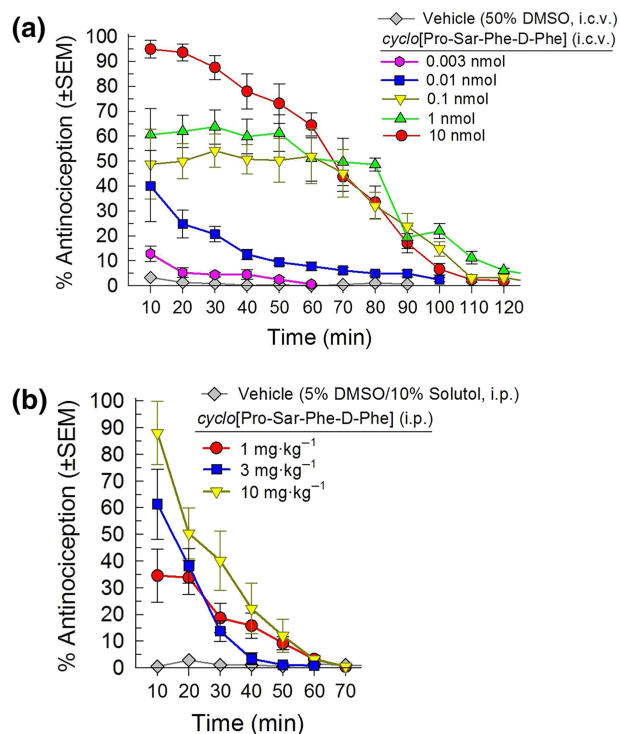 (a)
Vehicle (50% DMSO, i.c.v.)
cyclo[Pro-Sar-Phe-D-Phe] (i.c.v.)
0.003 nmol
0.01 nmol
0.1 nmol
1 nmol
10 nmol
% Antinociception (±SEM)
100
90
80
70
60
50
40
30
20
10
0
10 20 30 40 50 60 70 80 90 100 110 120
Time (min)
(b)
Vehicle (5% DMSO/10% Solutol, i.p.)
cyclo[Pro-Sar-Phe-D-Phe] (i.p.)
1 mg·kg⁻¹
3 mg·kg⁻¹
10 mg·kg⁻¹
% Antinociception (±SEM)
100
90
80
70
60
50
40
30
20
10
0
10 20 30 40 50 60 70
Time (min)